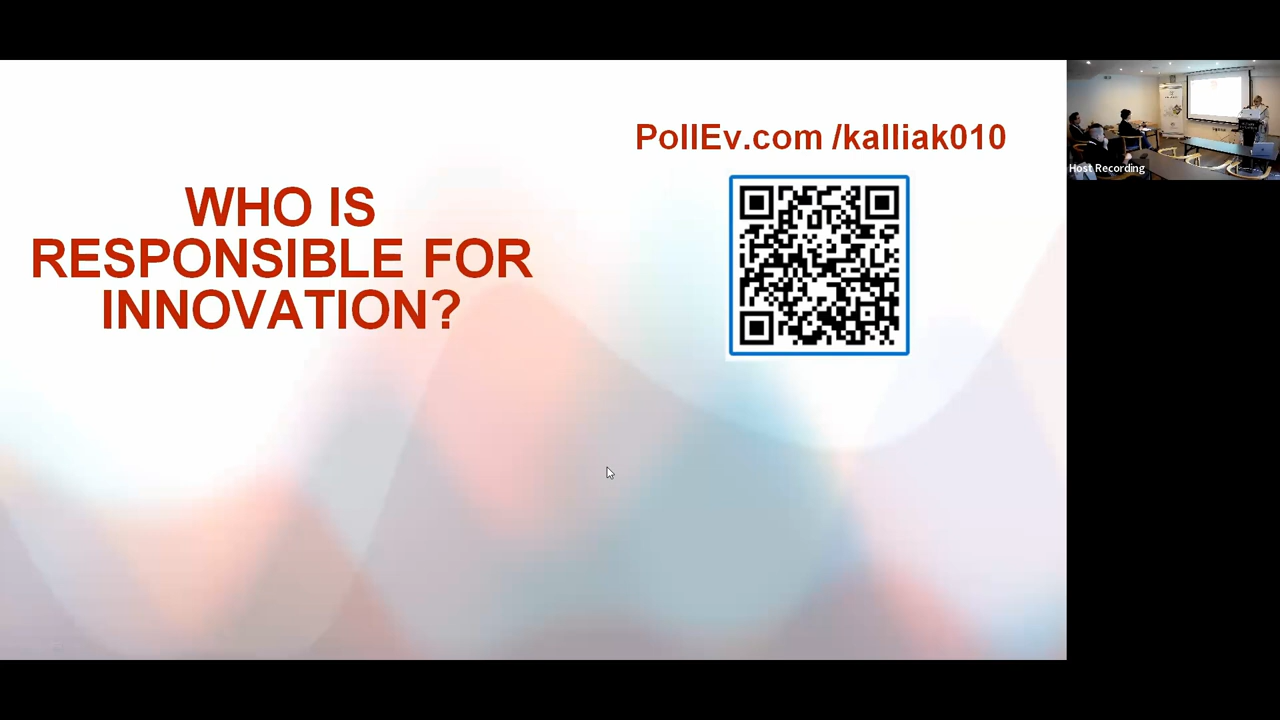 WHO IS
RESPONSIBLE FOR
INNOVATION?
PollEv.com /kalliak010
Host Recording